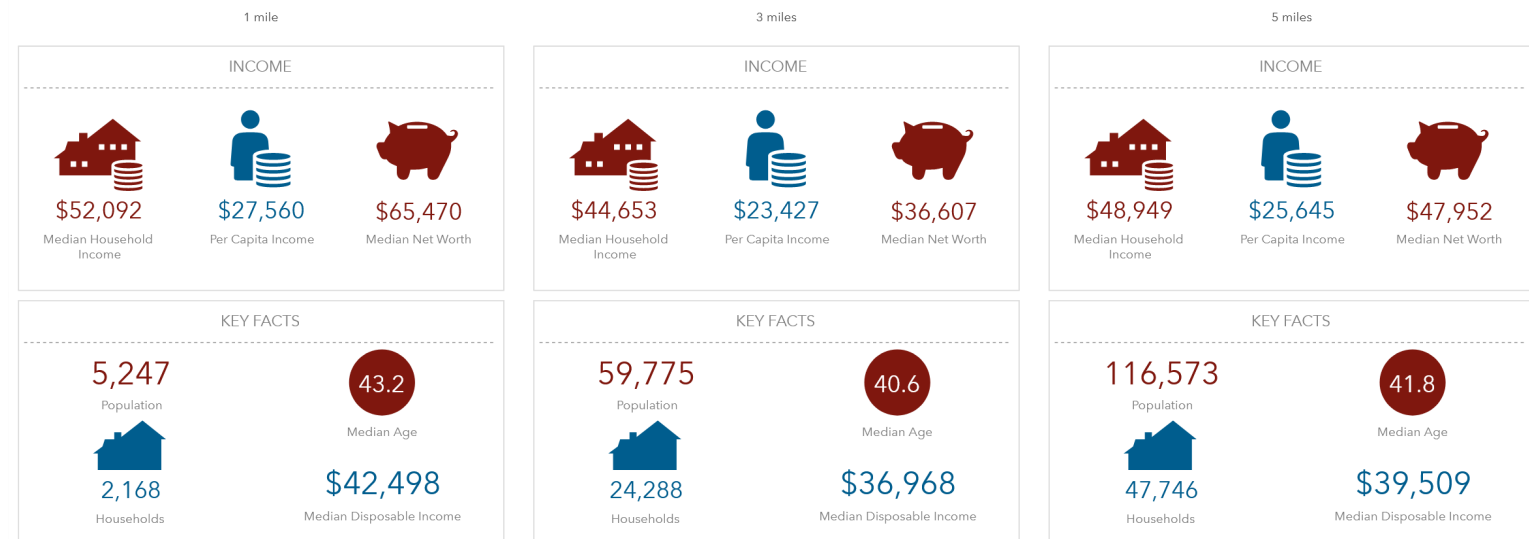 1 mile
3 miles
5 miles
INCOME
$52,092
Median Household
Income
$27,560
Per Capita Income
$65,470
Median Net Worth
INCOME
$44,653
Median Household
Income
$23,427
Per Capita Income
$36,607
Median Net Worth
INCOME
$48,949
Median Household
Income
$25,645
Per Capita Income
$47,952
Median Net Worth
KEY FACTS
5,247
Population
43.2
Median Age
2,168
Households
$42,498
Median Disposable Income
KEY FACTS
59,775
Population
40.6
Median Age
24,288
Households
$36,968
Median Disposable Income
KEY FACTS
116,573
Population
41.8
Median Age
47,746
Households
$39,509
Median Disposable Income